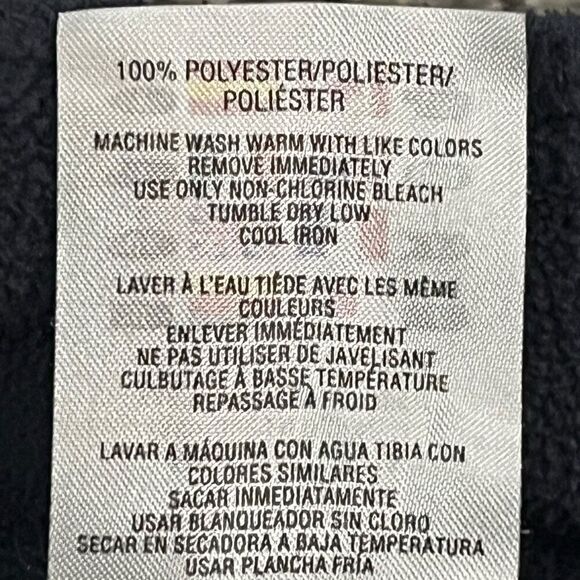 100% POLYESTER/POLIESTER/
POLIÉSTER
MACHINE WASH WARM WITH LIKE COLORS
REMOVE IMMEDIATELY
USE ONLY NON-CHLORINE BLEACH
TUMBLE DRY LOW
COOL IRON
LAVER À L'EAU TIÈDE AVEC LES MÊME
COULEURS
ENLEVER IMMÉDIATEMENT
NE PAS UTILISER DE JAVELISANT
CULBUTAGE À BASSE TEMPÉRATURE
REPASSAGE À FROID
LAVAR A MÁQUINA CON AGUA TIBIA CON
COLORES SIMILARES
SACAR INMEDIATAMENTE
USAR BLANQUEADOR SIN CLORO
SECAR EN SECADORA A BAJA TEMPERATURA
USAR PLANCHA FRÍA